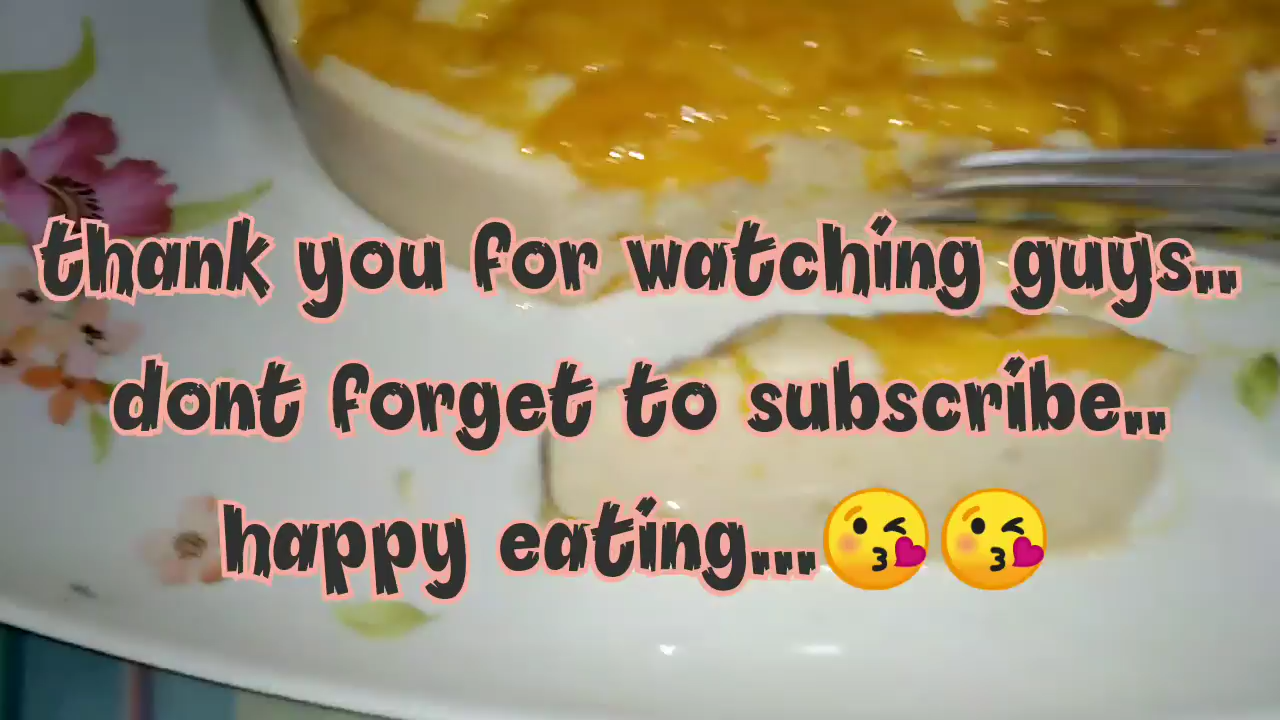 thank you for watching guys..
dont forget to subscribe..
happy eating...😘😘